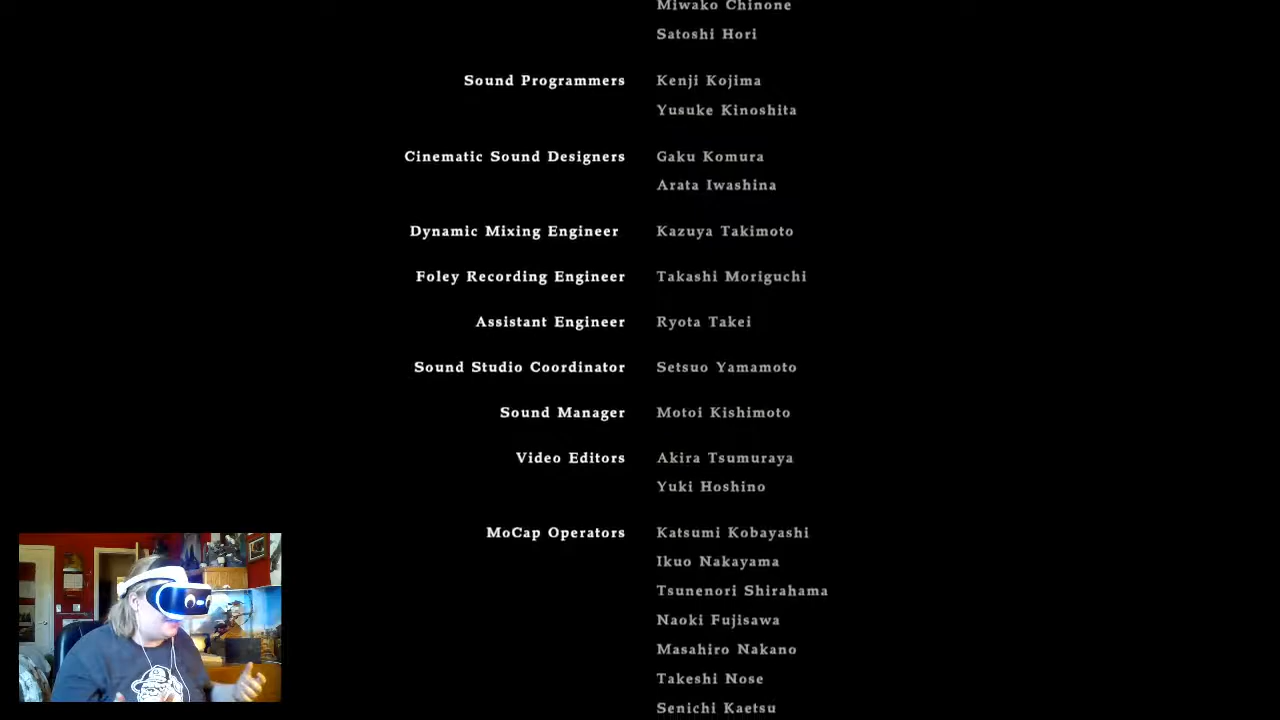 Miwako Chinone
Satoshi Hori
Sound Programmers Kenji Kojima
Yusuke Kinoshita
Cinematic Sound Designers Gaku Komura
Arata Iwashina
Dynamic Mixing Engineer Kazuya Takimoto
Foley Recording Engineer Takashi Moriguchi
Assistant Engineer Ryota Takei
Sound Studio Coordinator Setsuo Yamamoto
Sound Manager Motoi Kishimoto
Video Editors Akira Tsumuraya
Yuki Hoshino
MoCap Operators Katsumi Kobayashi
Ikuo Nakayama
Tsunenori Shirahama
Naoki Fujisawa
Masahiro Nakano
Takeshi Nose
Senichi Kaetsu